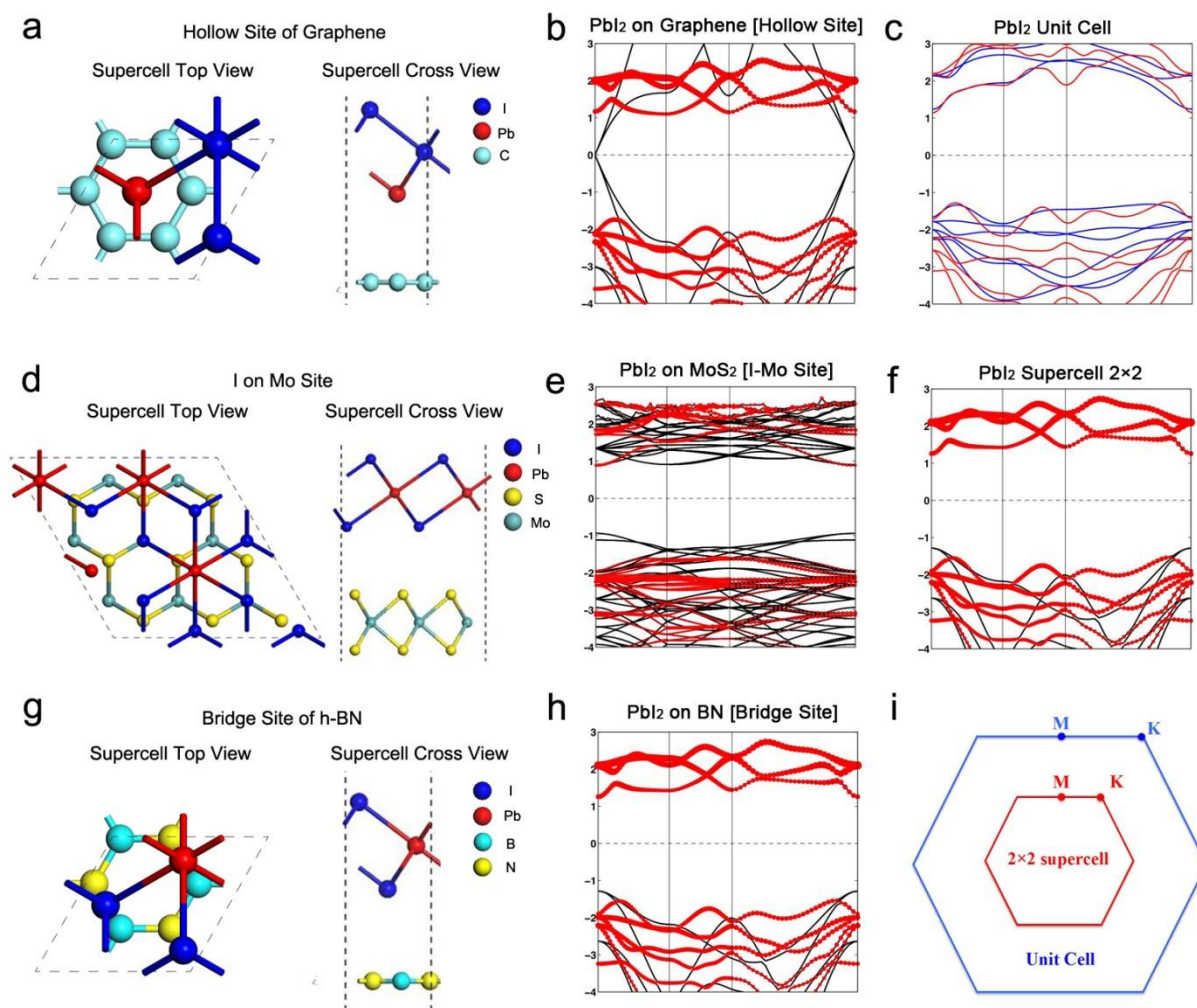 a
Hollow Site of Graphene
Supercell Top View
Supercell Cross View
I
Pb
C
b
PbI₂ on Graphene [Hollow Site]
3
2
1
0
-1
-2
-3
-4
c
PbI₂ Unit Cell
3
2
1
0
-1
-2
-3
-4
d
I on Mo Site
Supercell Top View
Supercell Cross View
I
Pb
S
Mo
e
PbI₂ on MoS₂ [I-Mo Site]
3
2
1
0
-1
-2
-3
-4
f
PbI₂ Supercell 2×2
3
2
1
0
-1
-2
-3
-4
g
Bridge Site of h-BN
Supercell Top View
Supercell Cross View
I
Pb
B
N
h
PbI₂ on BN [Bridge Site]
3
2
1
0
-1
-2
-3
-4
i
M
K
M
K
2×2 supercell
Unit Cell